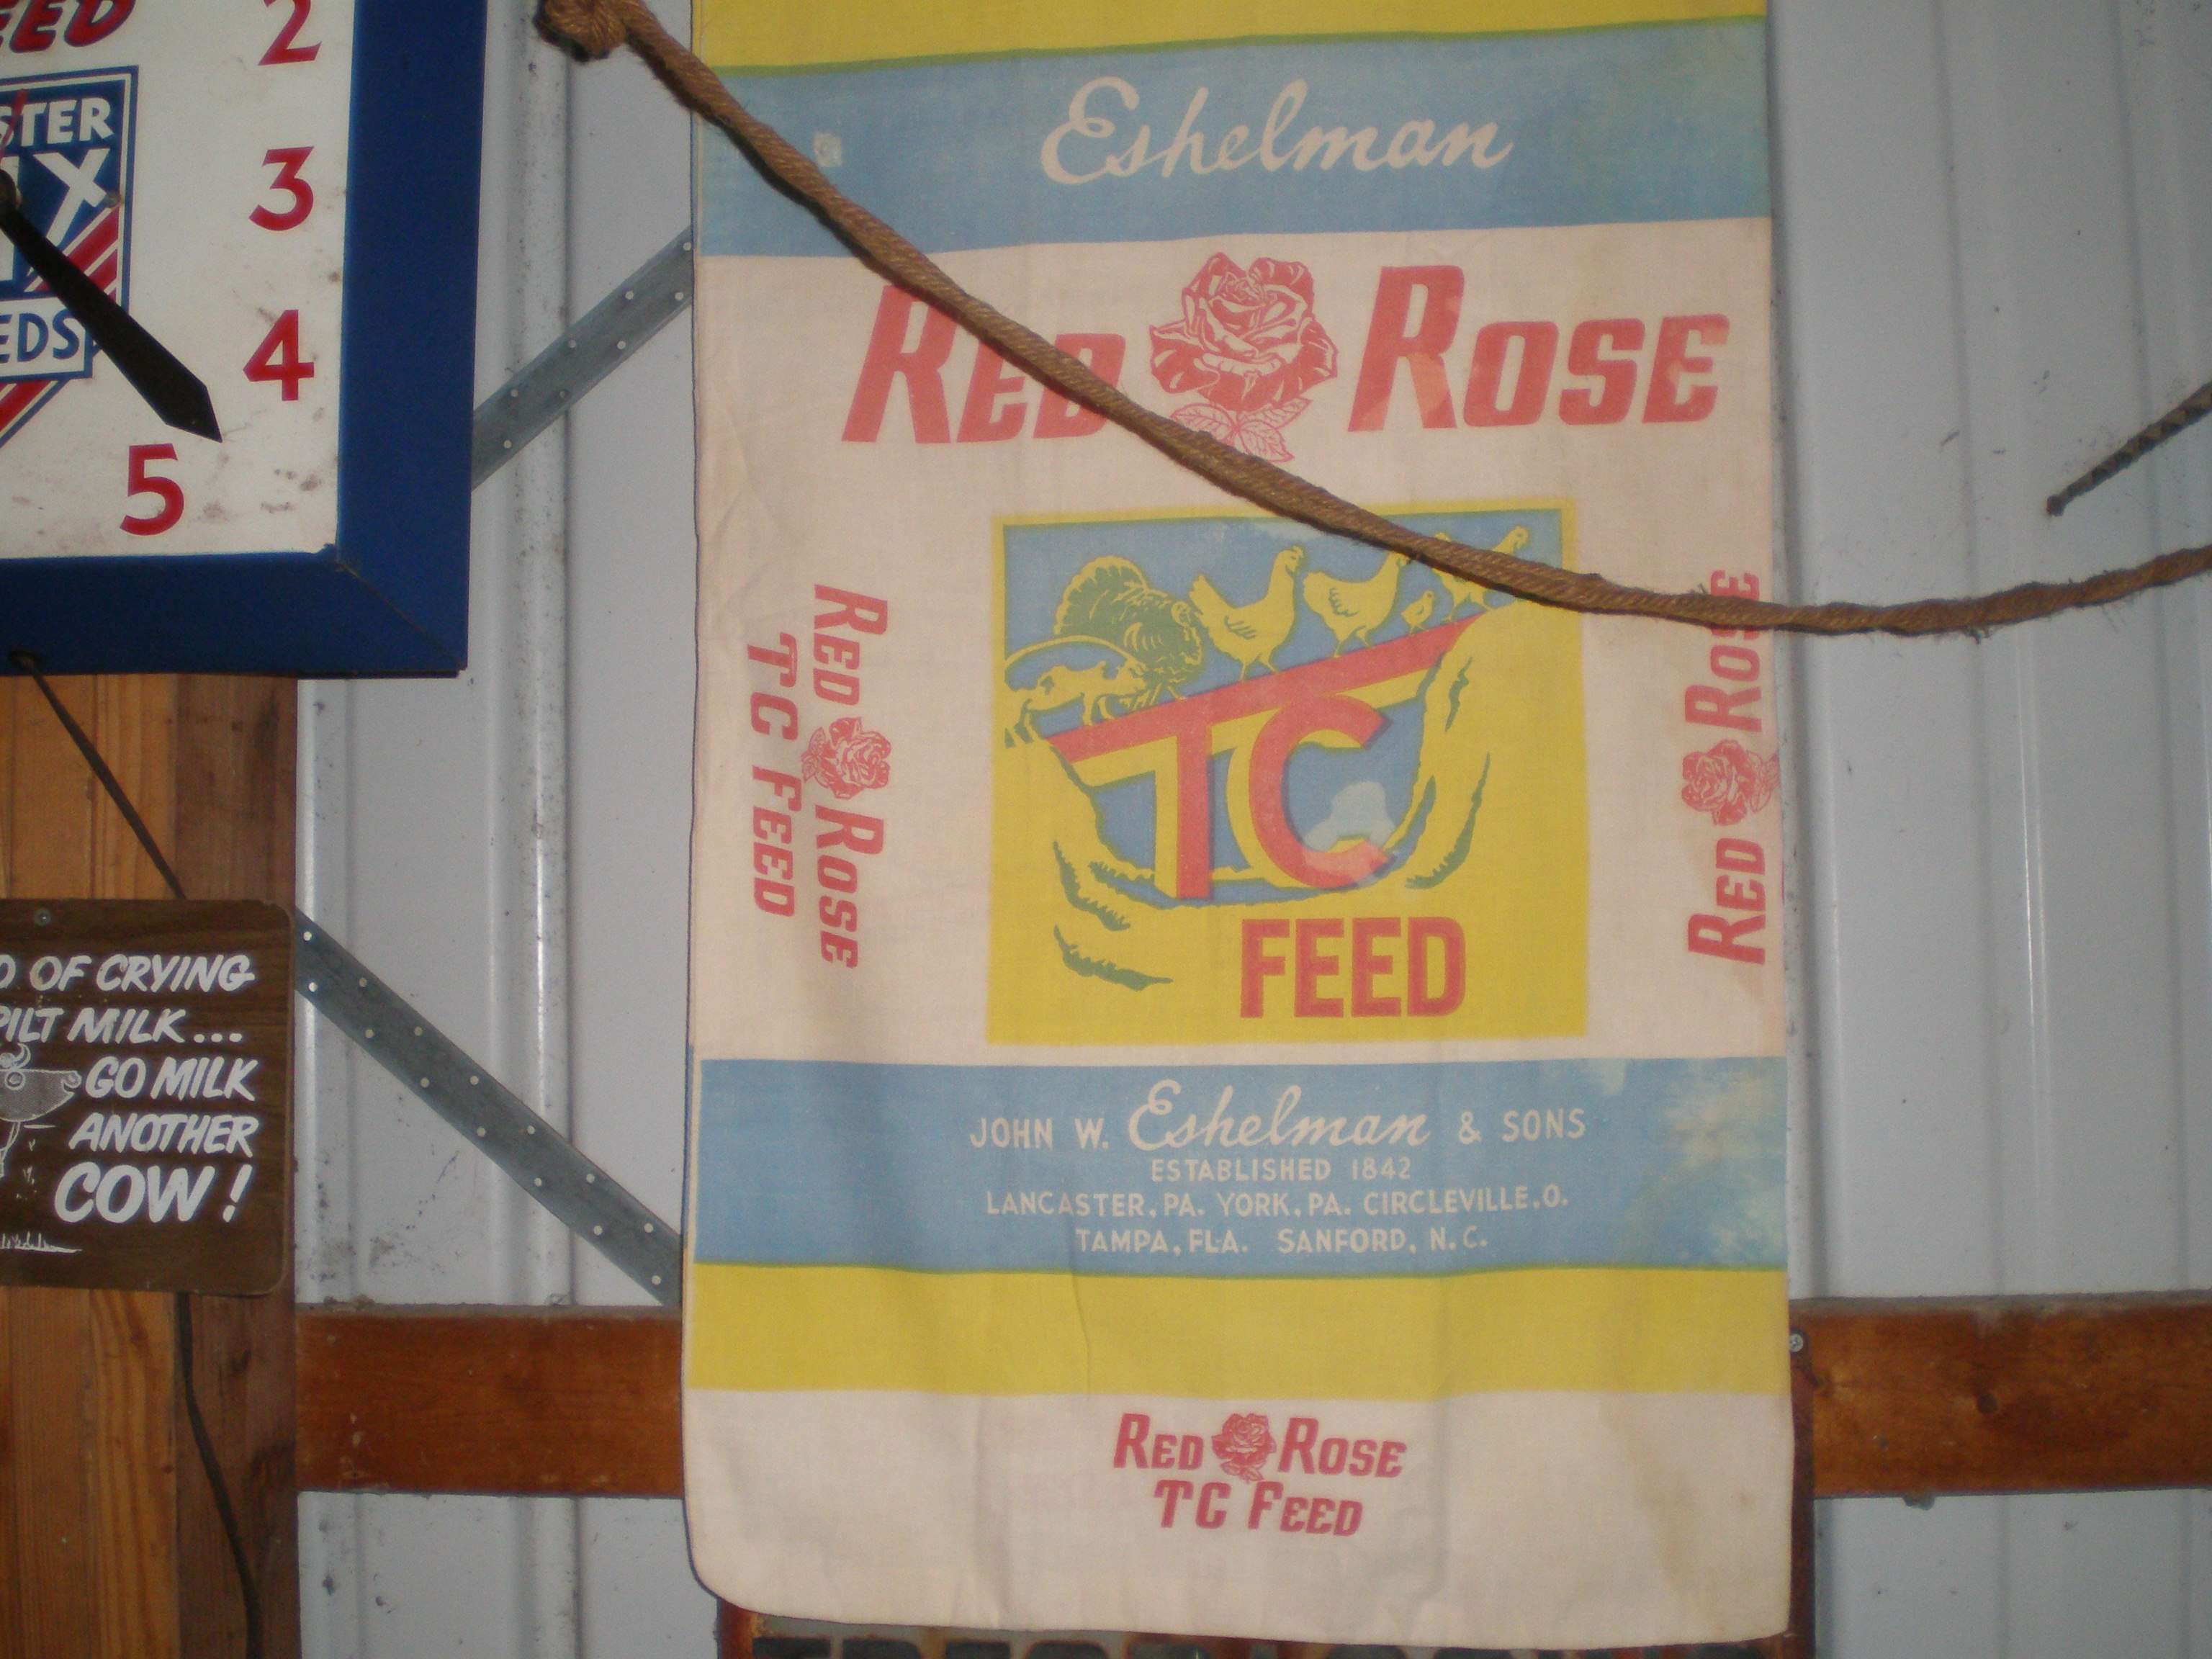 2
3
4
5
Eshelman
RED ROSE
TC
FEED
RED ROSE
TC FEED
RED ROSE
JOHN W. Eshelman & SONS
ESTABLISHED 1842
LANCASTER, PA. YORK, PA. CIRCLEVILLE, O.
TAMPA, FLA. SANFORD, N.C.
RED ROSE
TC FEED
OF CRYING
MILK...
GO MILK
ANOTHER
COW!